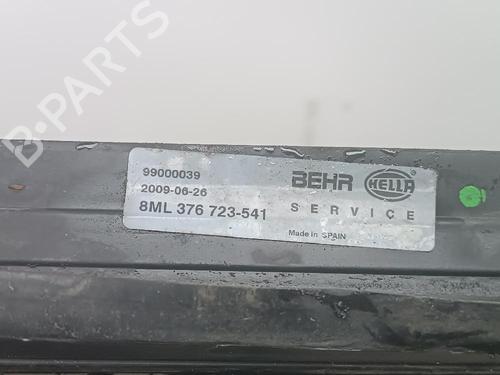 B-PARTS
99000039
2009-06-26
8ML 376 723-541
BEHR HELLA
SERVICE
Made in SPAIN